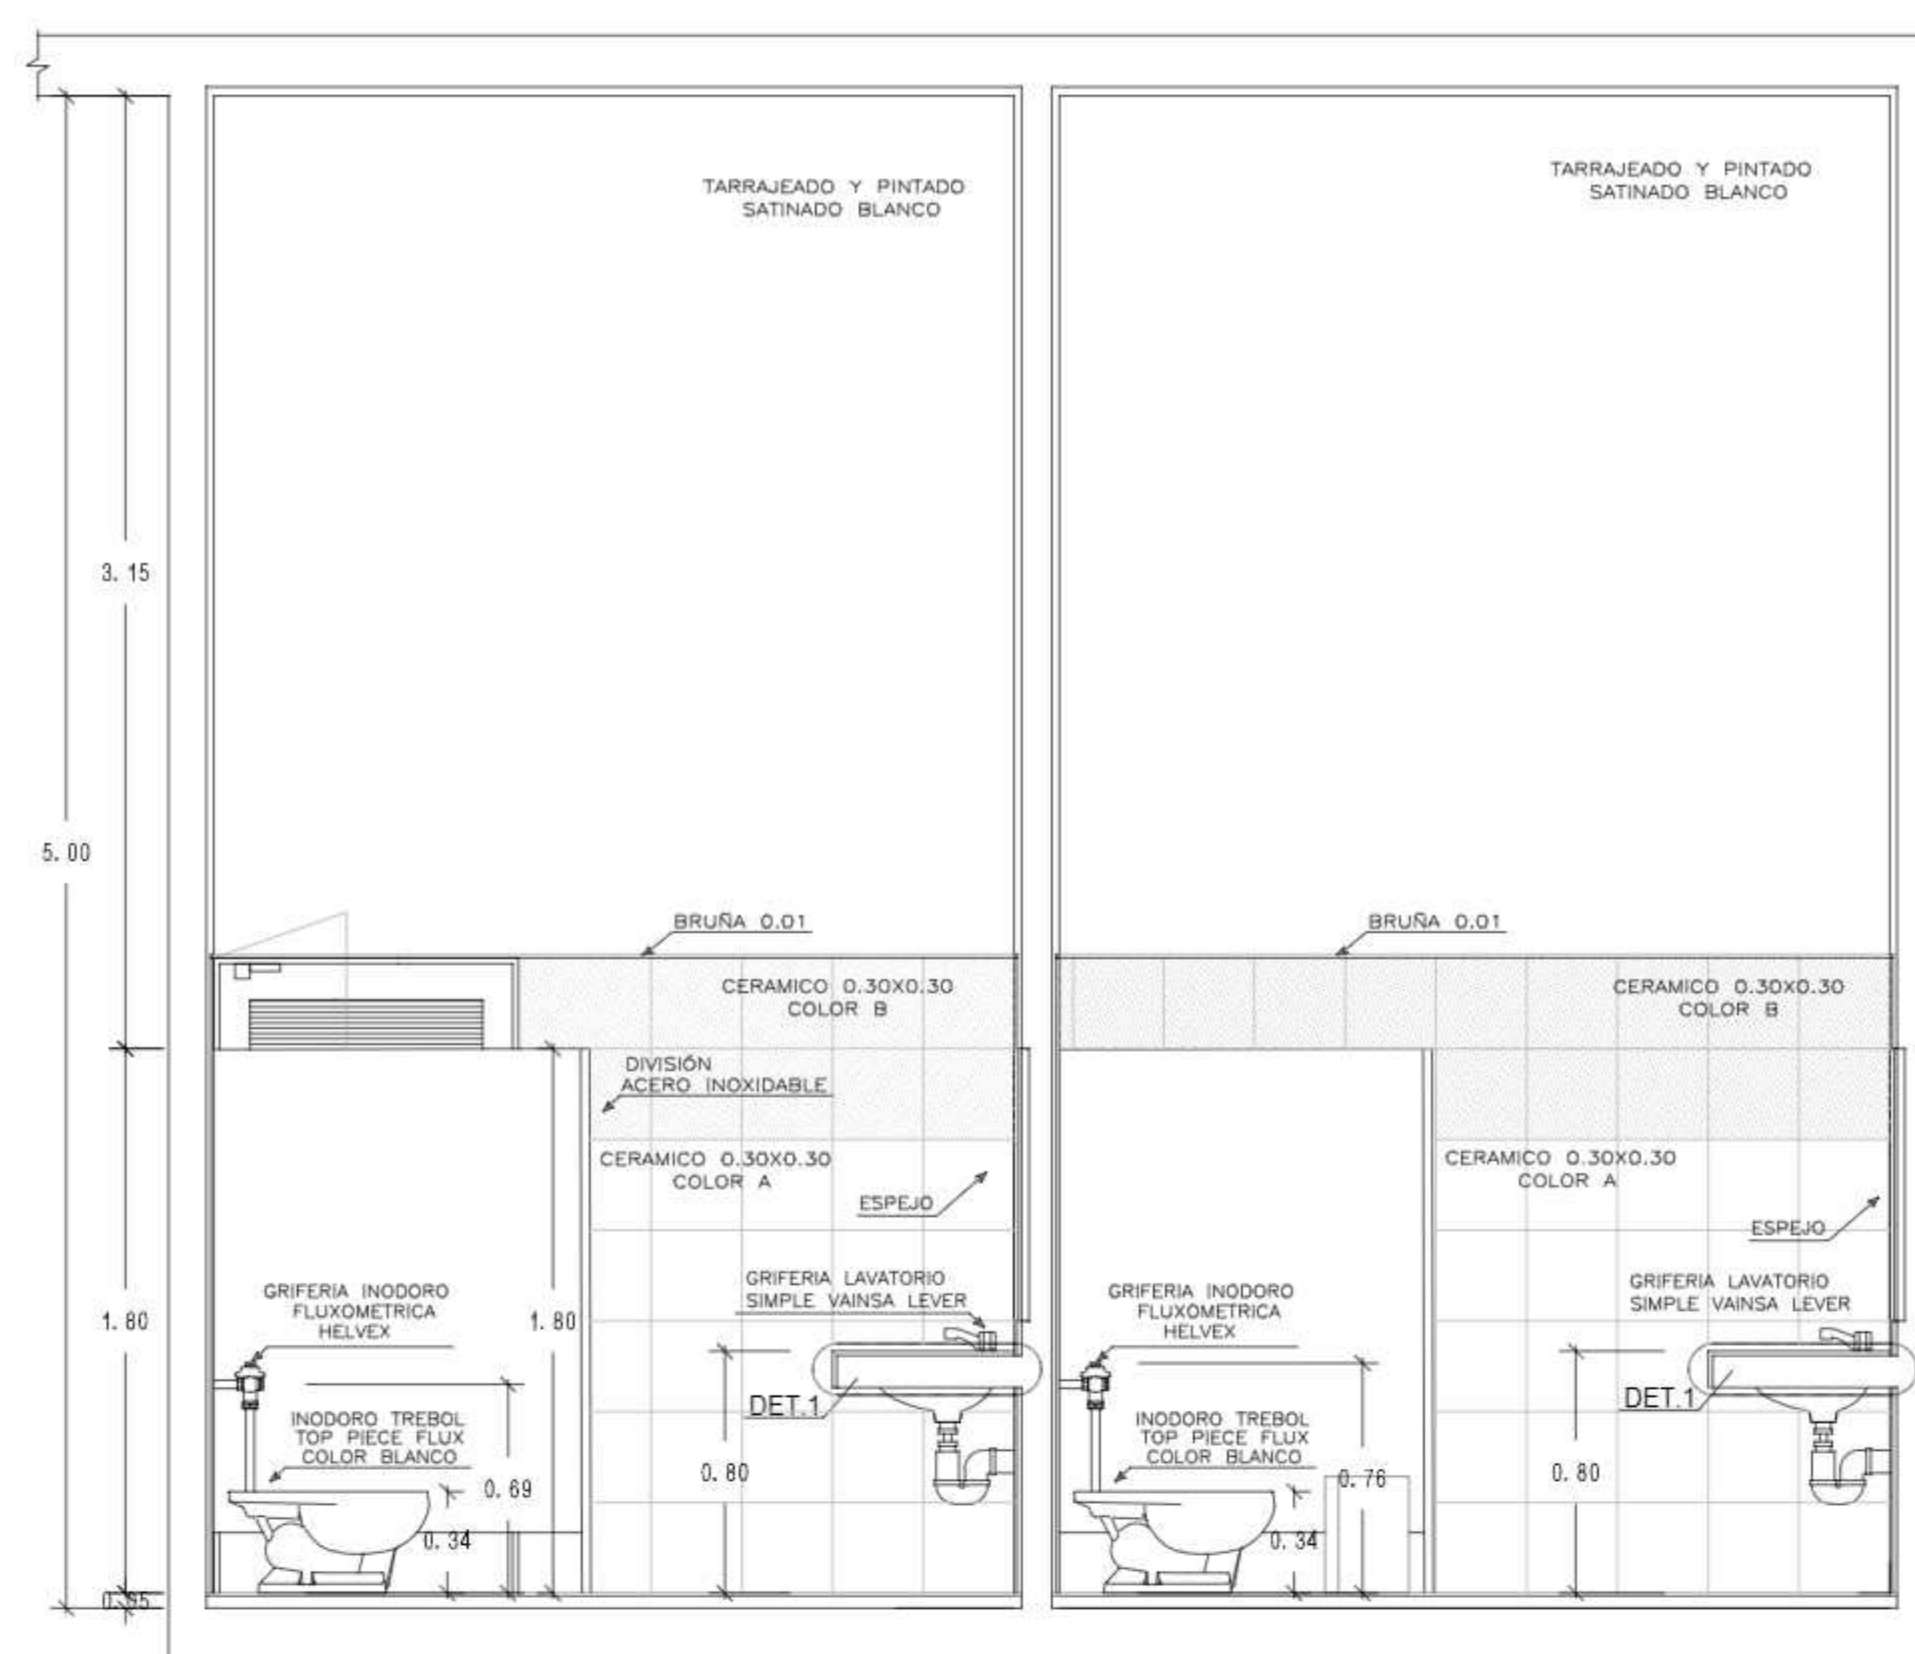 TARRAJEADO Y PINTADO
SATINADO BLANCO
TARRAJEADO Y PINTADO
SATINADO BLANCO
3.15
5.00
BRUÑA 0.01
BRUÑA 0.01
CERAMICO 0.30X0.30
COLOR B
CERAMICO 0.30X0.30
COLOR B
DIVISIÓN
ACERO INOXIDABLE
CERAMICO 0.30X0.30
COLOR A
CERAMICO 0.30X0.30
COLOR A
ESPEJO
ESPEJO
GRIFERIA LAVATORIO
SIMPLE VAINSA LEVER
GRIFERIA LAVATORIO
SIMPLE VAINSA LEVER
GRIFERIA INODORO
FLUXOMETRICA
HELVEX
GRIFERIA INODORO
FLUXOMETRICA
HELVEX
1.80
1.80
DET.1
DET.1
INODORO TREBOL
TOP PIECE FLUX
COLOR BLANCO
INODORO TREBOL
TOP PIECE FLUX
COLOR BLANCO
0.80
0.69
0.34
0.76
0.80
0.34